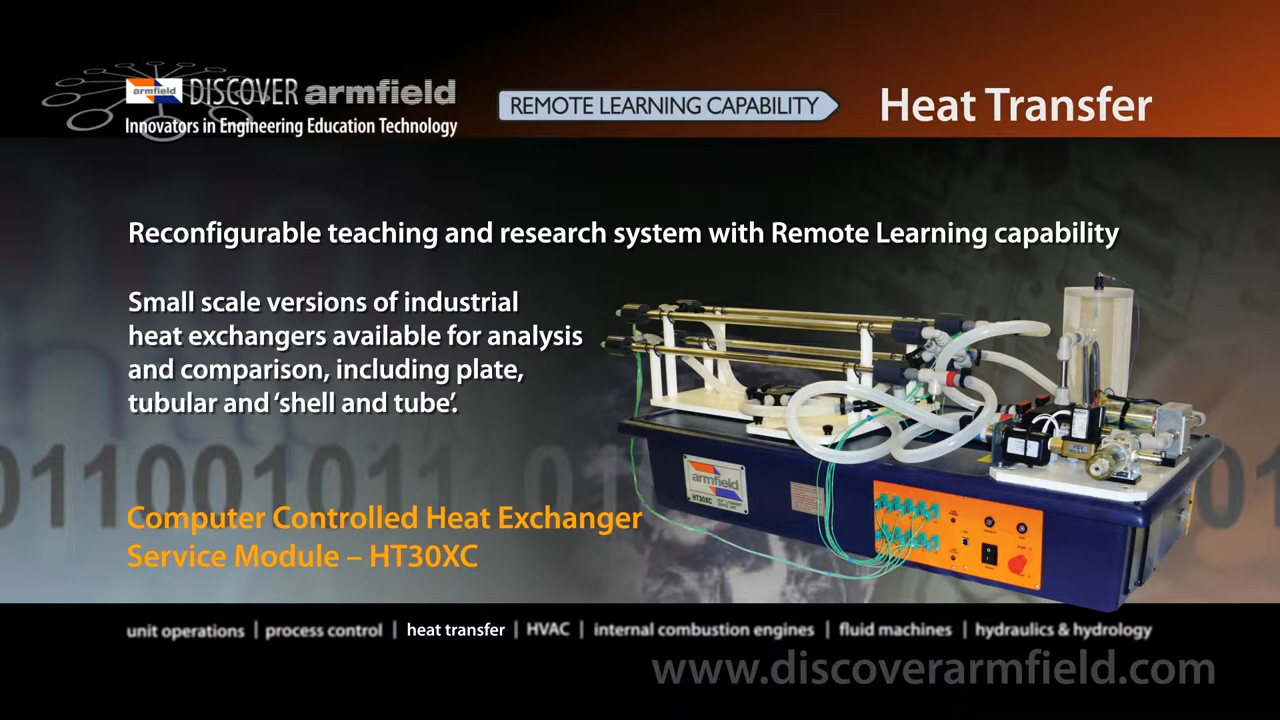 armfield DISCOVER armfield
Innovators in Engineering Education Technology
REMOTE LEARNING CAPABILITY
Heat Transfer
Reconfigurable teaching and research system with Remote Learning capability
Small scale versions of industrial
heat exchangers available for analysis
and comparison, including plate,
tubular and ‘shell and tube’.
armfield
HT30XC
011001011 01
Computer Controlled Heat Exchanger
Service Module – HT30XC
unit operations | process control | heat transfer | HVAC | internal combustion engines | fluid machines | hydraulics & hydrology
www.discoverarmfield.com